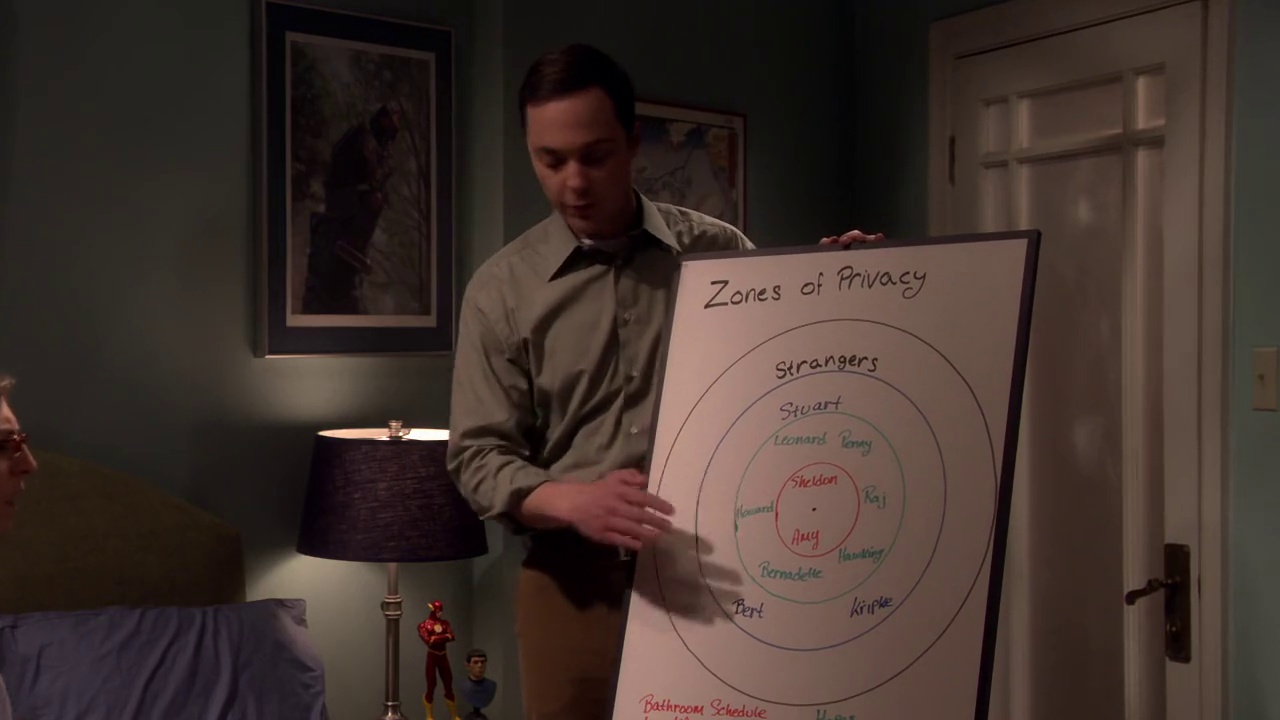 Zones of Privacy
Strangers
Stuart
Leonard Penny
Sheldon
Howard Raj
Amy
Hawking
Bernadette
Bert Kripke
Bathroom Schedule